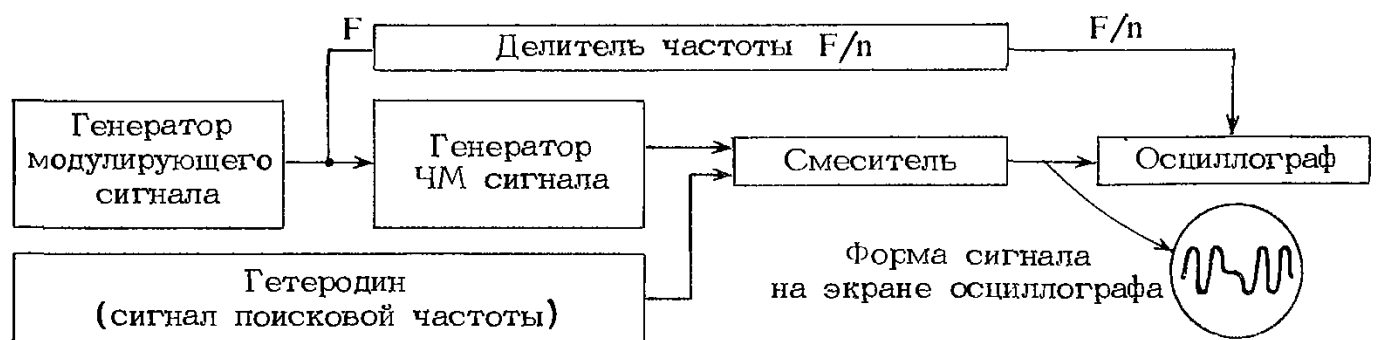 F
Делитель частоты F/n
F/n
Генератор
модулирующего
сигнала
Генератор
ЧМ сигнала
Смеситель
Осциллограф
Гетеродин
(сигнал поисковой частоты)
Форма сигнала
на экране осциллографа